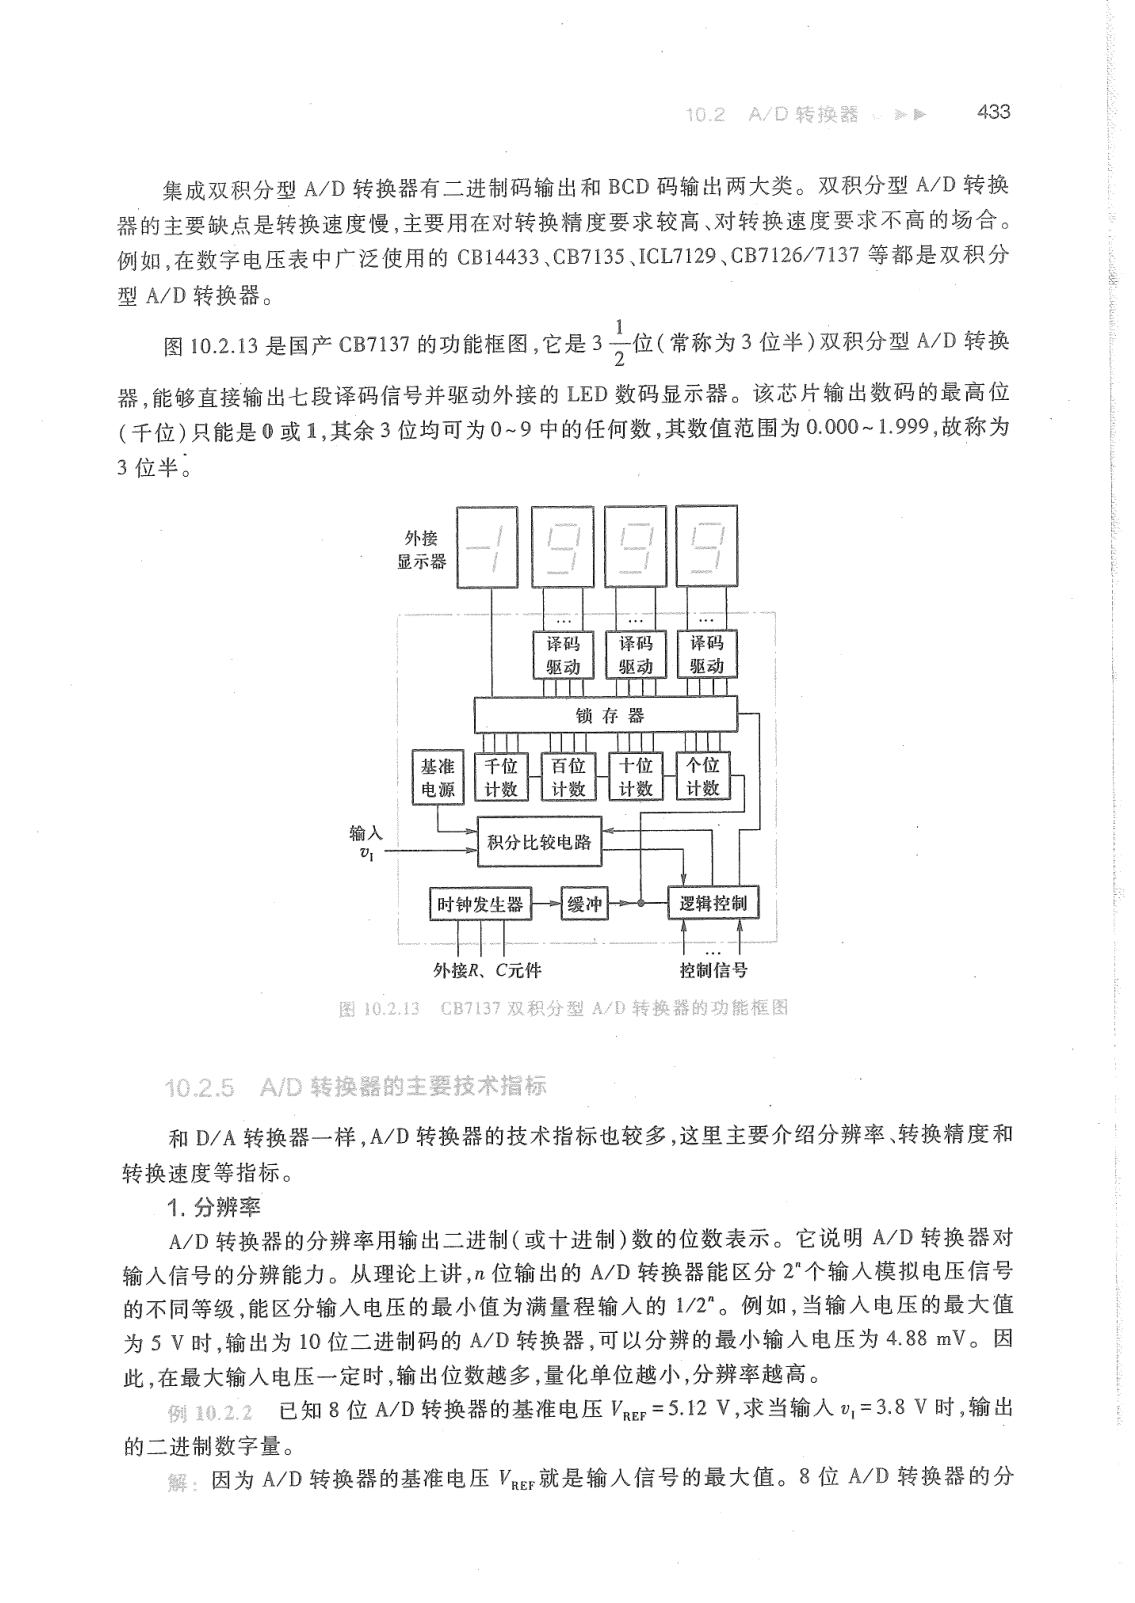 10.2 A/D 转换器 433
集成双积分型 A/D 转换器有二进制码输出和 BCD 码输出两大类。双积分型 A/D 转换
器的主要缺点是转换速度慢,主要用在对转换精度要求较高、对转换速度要求不高的场合。
例如,在数字电压表中广泛使用的 CB14433、CB7135、ICL7129、CB7126/7137 等都是双积分
型 A/D 转换器。
图 10.2.13 是国产 CB7137 的功能框图,它是 3 1/2 位(常称为 3 位半)双积分型 A/D 转换
器,能够直接输出七段译码信号并驱动外接的 LED 数码显示器。该芯片输出数码的最高位
(千位)只能是 0 或 1,其余 3 位均可为 0~9 中的任何数,其数值范围为 0.000~1.999,故称为
3 位半。
外接
显示器
-1 9 9 9
… … …
译码 译码 译码
驱动 驱动 驱动
锁存器
基准 千位 百位 十位 个位
电源 计数 计数 计数 计数
输入
v_I
积分比较电路
时钟发生器 缓冲 逻辑控制
…
外接R、C元件 控制信号
图 10.2.13 CB7137 双积分型 A/D 转换器的功能框图
10.2.5 A/D 转换器的主要技术指标
和 D/A 转换器一样,A/D 转换器的技术指标也较多,这里主要介绍分辨率、转换精度和
转换速度等指标。
1. 分辨率
A/D 转换器的分辨率用输出二进制(或十进制)数的位数表示。它说明 A/D 转换器对
输入信号的分辨能力。从理论上讲,n 位输出的 A/D 转换器能区分 2ⁿ个输入模拟电压信号
的不同等级,能区分输入电压的最小值为满量程输入的 1/2ⁿ。例如,当输入电压的最大值
为 5 V 时,输出为 10 位二进制码的 A/D 转换器,可以分辨的最小输入电压为 4.88 mV。因
此,在最大输入电压一定时,输出位数越多,量化单位越小,分辨率越高。
例 10.2.2 已知 8 位 A/D 转换器的基准电压 V_REF = 5.12 V,求当输入 v_I = 3.8 V 时,输出
的二进制数字量。
解: 因为 A/D 转换器的基准电压 V_REF 就是输入信号的最大值。8 位 A/D 转换器的分